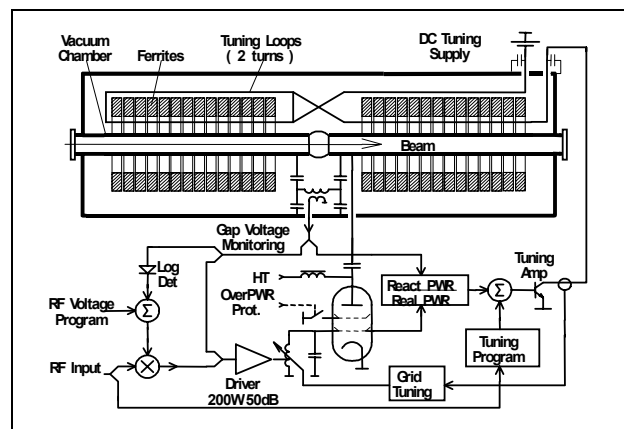 Vacuum
Chamber
Ferrites
Tuning Loops
( 2 turns )
DC Tuning
Supply
Beam
Gap Voltage
Monitoring
Log
Det
HT
OverPWR
Prot.
RF Voltage
Program
Σ
React PWR
Real PWR
Σ
Tuning
Amp
RF Input
Driver
200W 50dB
Grid
Tuning
Tuning
Program